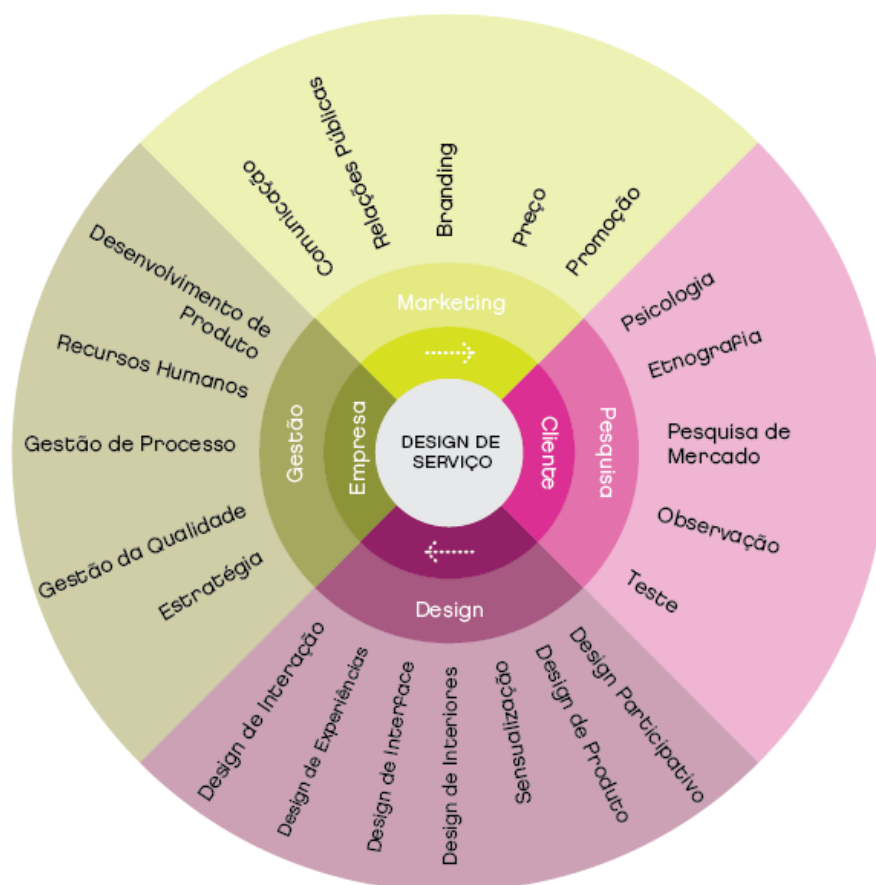 Comunicação
Relações Públicas
Branding
Preço
Promoção
Marketing
Psicologia
Etnografia
Pesquisa de
Mercado
Observação
Teste
Pesquisa
Cliente
DESIGN DE
SERVIÇO
Empresa
Gestão
Desenvolvimento de
Produto
Recursos Humanos
Gestão de Processo
Gestão da Qualidade
Estratégia
Design
Design de Interação
Design de Experiências
Design de Interface
Design de Interiores
Sensualização
Design de Produto
Design Participativo